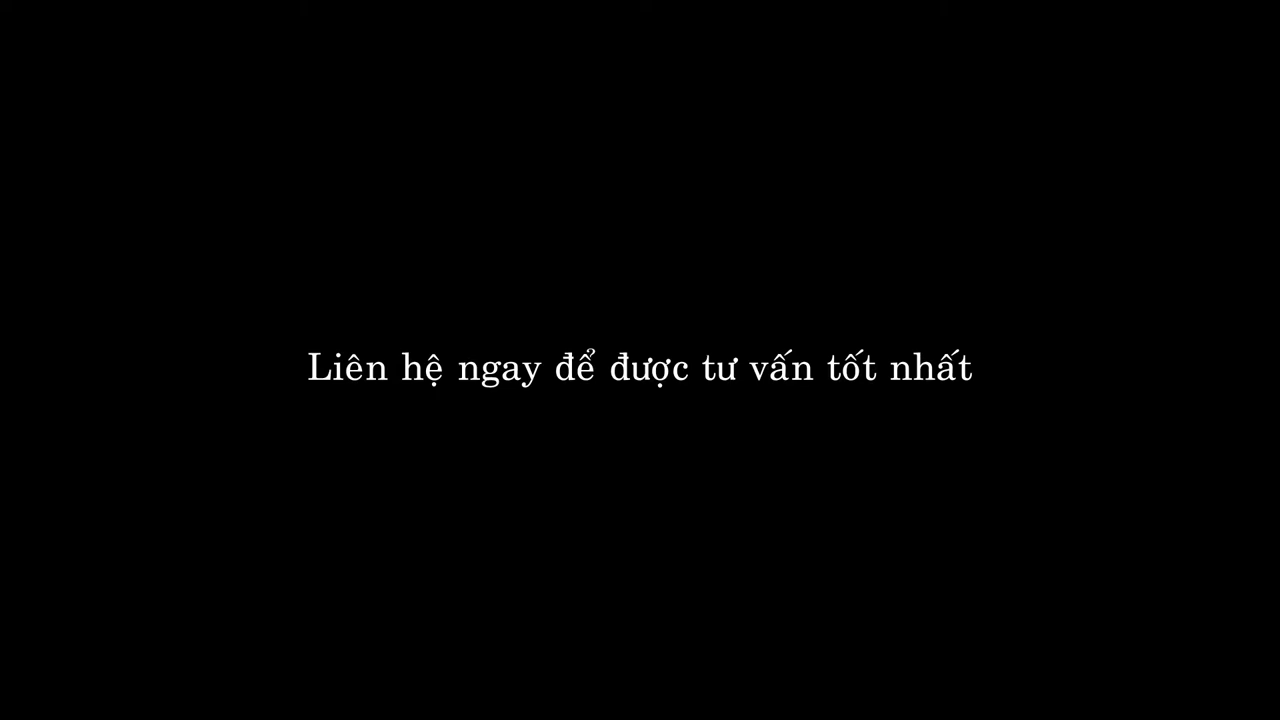 Liên hệ ngay để được tư vấn tốt nhất